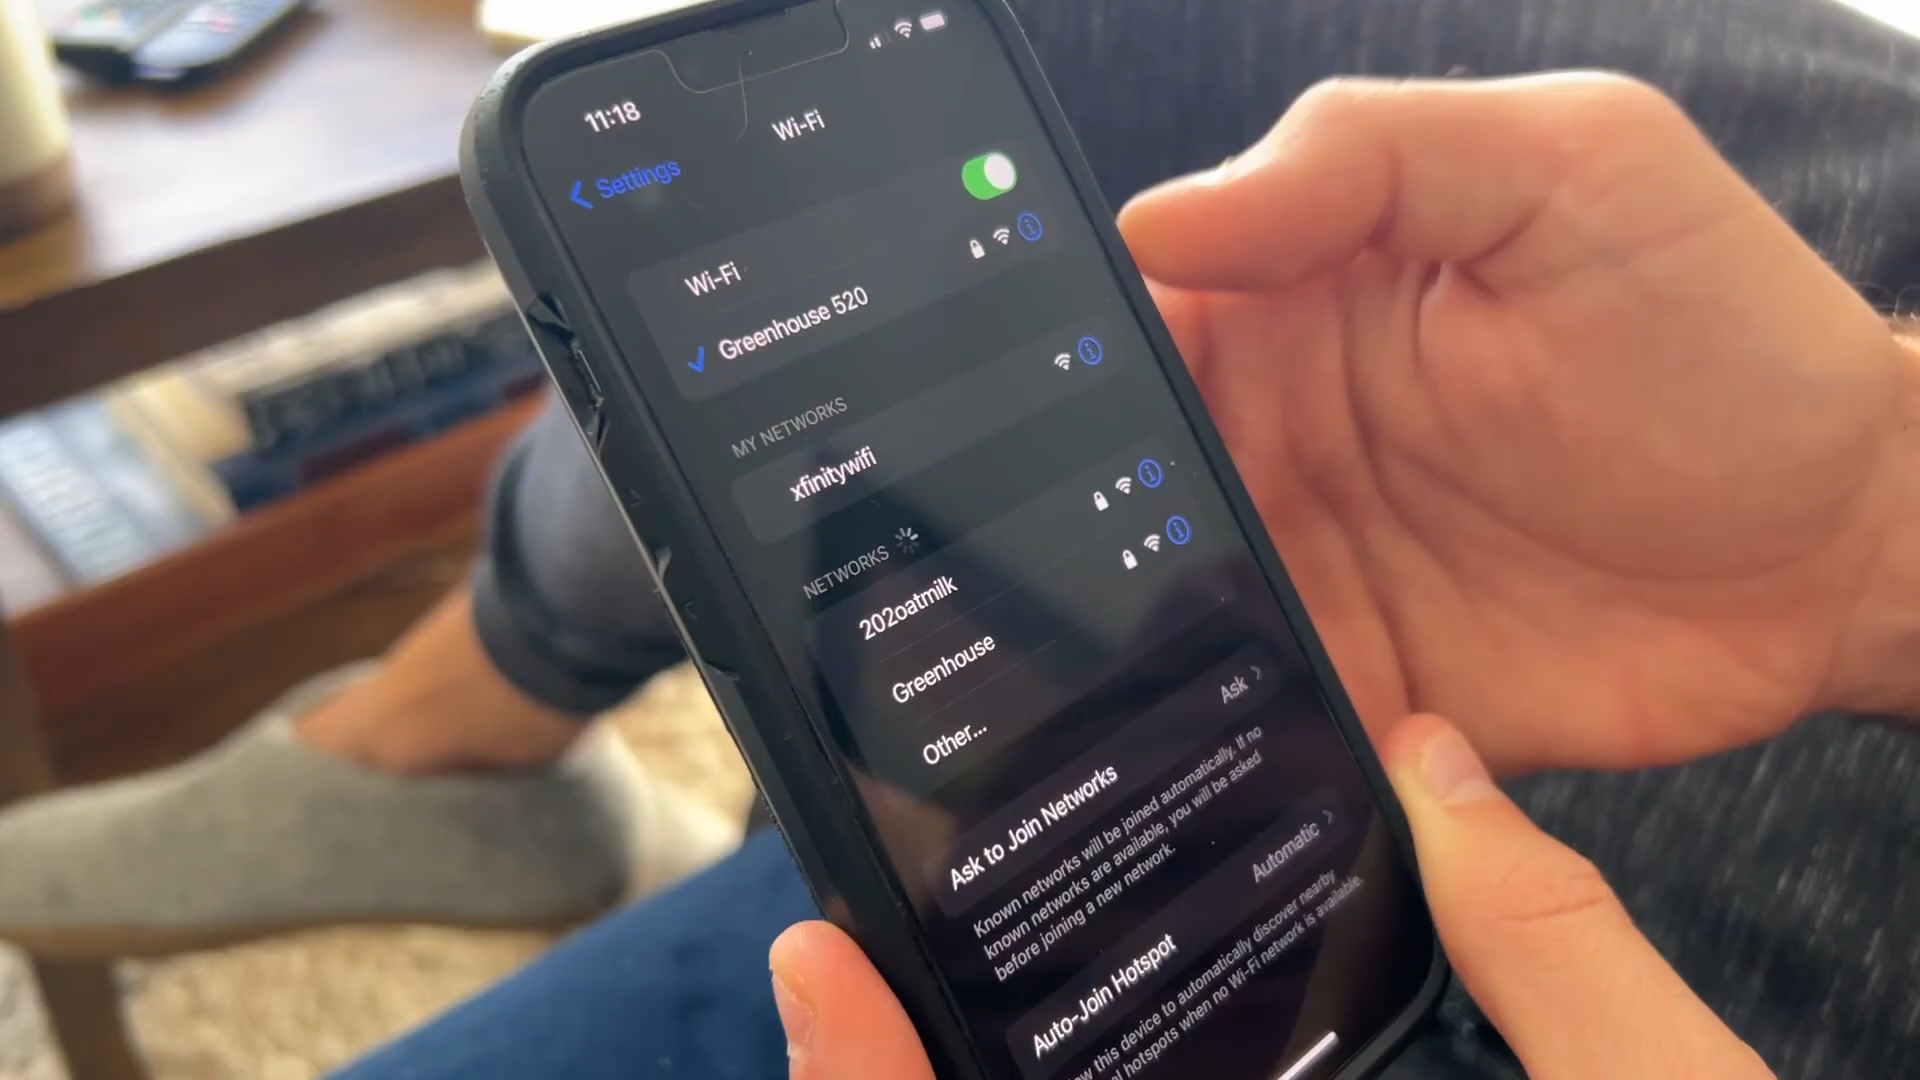 11:18
Settings
Wi-Fi
Wi-Fi
Greenhouse 520
MY NETWORKS
xfinitywifi
NETWORKS
202oatmilk
Greenhouse
Other...
Ask to Join Networks
Ask
Known networks will be joined automatically. If no
known networks are available, you will be asked
before joining a new network.
Auto-Join Hotspot
Automatic
this device to automatically discover nearby
hotspots when no Wi-Fi network is available.